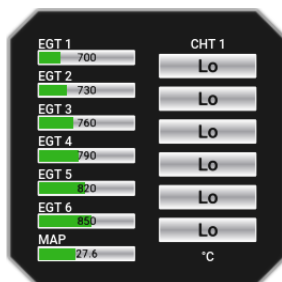 EGT 1
700
EGT 2
730
EGT 3
760
EGT 4
790
EGT 5
820
EGT 6
850
MAP
27.6
CHT 1
Lo
Lo
Lo
Lo
Lo
Lo
°C